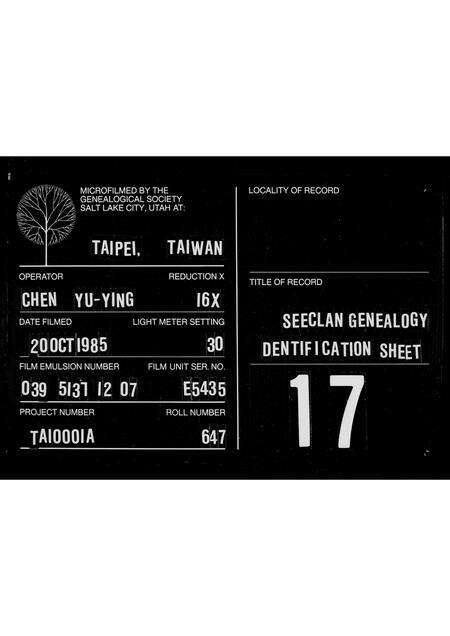 MICROFILMED BY THE
GENEALOGICAL SOCIETY
SALT LAKE CITY, UTAH AT:
TAIPEI, TAIWAN
OPERATOR REDUCTION X
CHEN YU-YING 16X
DATE FILMED LIGHT METER SETTING
20 OCT 1985 30
FILM EMULSION NUMBER FILM UNIT SER. NO.
039 5131 12 07 E5435
PROJECT NUMBER ROLL NUMBER
TAI0001A 647
LOCALITY OF RECORD
TITLE OF RECORD
SEECLAN GENEALOGY
DENTIFICATION SHEET
17